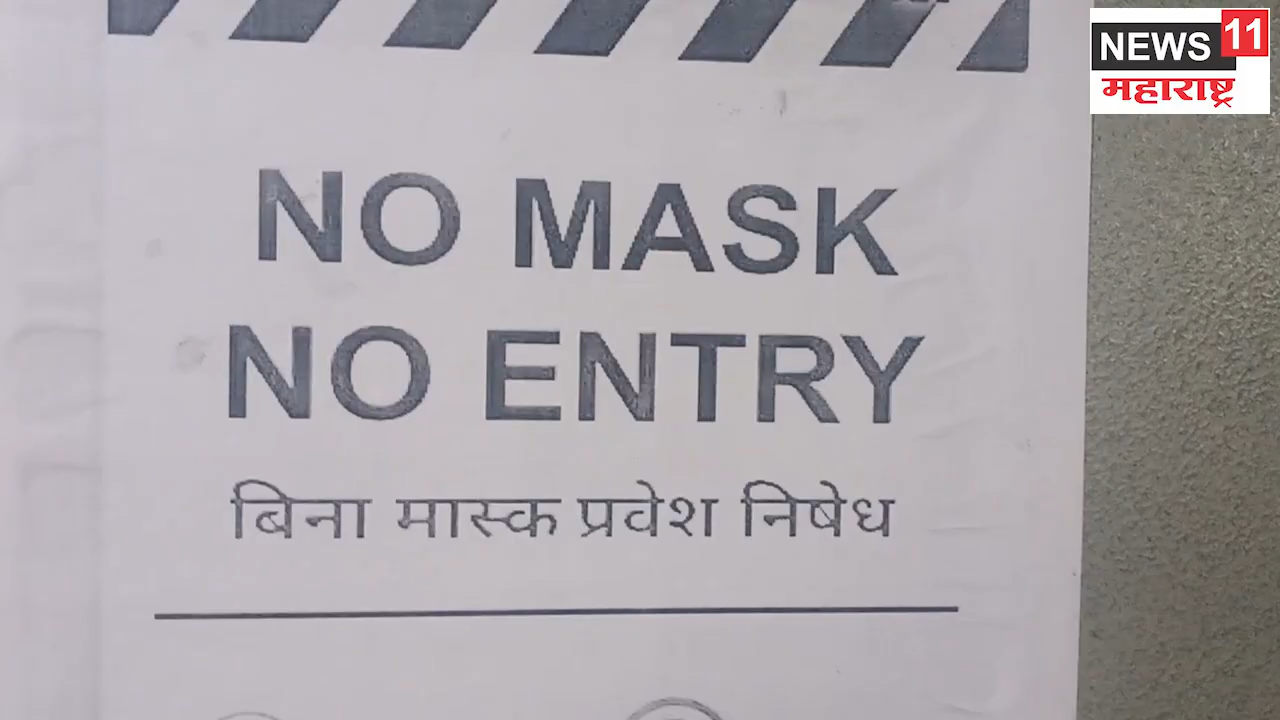 NEWS 11
महाराष्ट्र
NO MASK
NO ENTRY
बिना मास्क प्रवेश निषेध